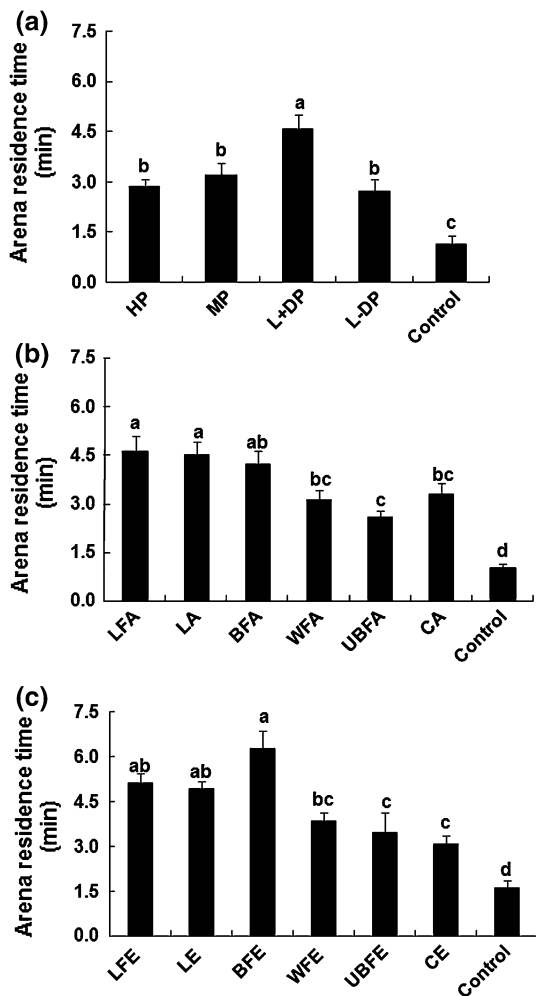 (a)
Arena residence time
(min)
7.5
6.0
4.5
3.0
1.5
0.0
b
b
a
b
c
HP
MP
L+DP
L-DP
Control
(b)
Arena residence time
(min)
7.5
6.0
4.5
3.0
1.5
0.0
a
a
ab
bc
c
bc
d
LFA
LA
BFA
WFA
UBFA
CA
Control
(c)
Arena residence time
(min)
7.5
6.0
4.5
3.0
1.5
0.0
ab
ab
a
bc
c
c
d
LFE
LE
BFE
WFE
UBFE
CE
Control